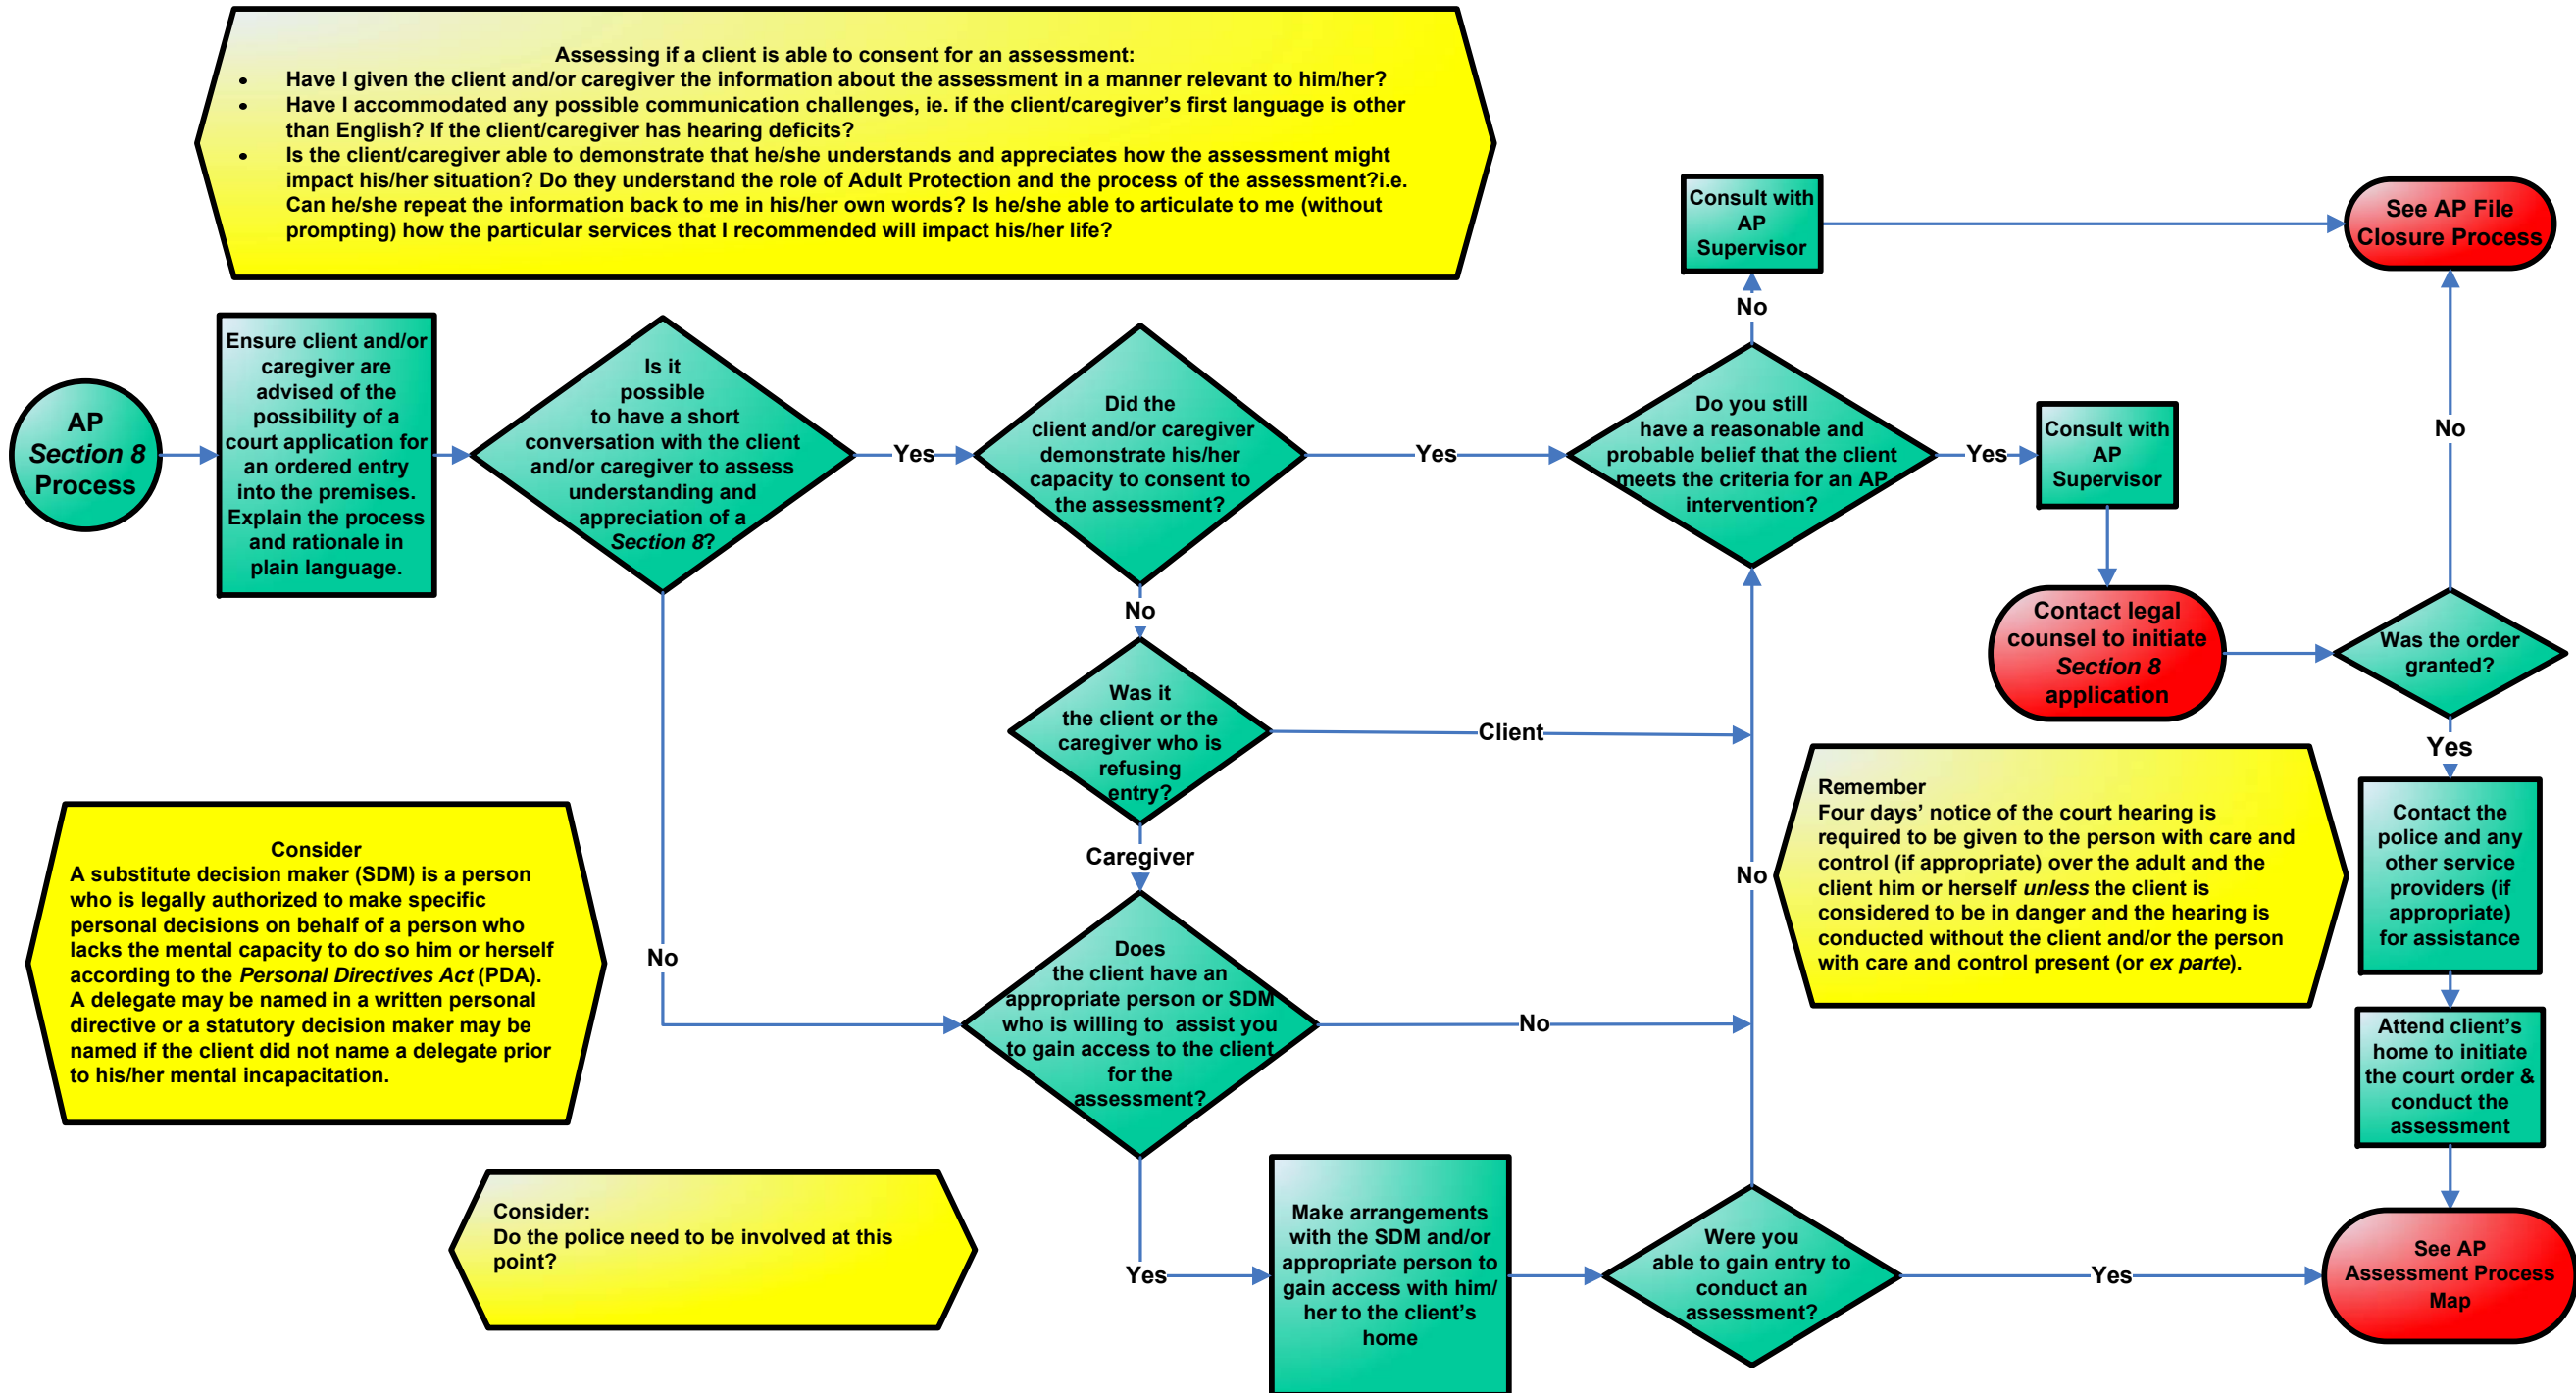 Assessing if a client is able to consent for an assessment:
• Have I given the client and/or caregiver the information about the assessment in a manner relevant to him/her?
• Have I accommodated any possible communication challenges, ie. if the client/caregiver's first language is other
than English? If the client/caregiver has hearing deficits?
• Is the client/caregiver able to demonstrate that he/she understands and appreciates how the assessment might
impact his/her situation? Do they understand the role of Adult Protection and the process of the assessment?i.e.
Can he/she repeat the information back to me in his/her own words? Is he/she able to articulate to me (without
prompting) how the particular services that I recommended will impact his/her life?
AP
Section 8
Process
Ensure client and/or
caregiver are
advised of the
possibility of a
court application for
an ordered entry
into the premises.
Explain the process
and rationale in
plain language.
Is it
possible
to have a short
conversation with the client
and/or caregiver to assess
understanding and
appreciation of a
Section 8?
Yes
No
Did the
client and/or caregiver
demonstrate his/her
capacity to consent to
the assessment?
Yes
No
Was it
the client or the
caregiver who is
refusing
entry?
Client
Caregiver
Does
the client have an
appropriate person or SDM
who is willing to assist you
to gain access to the client
for the
assessment?
No
Yes
Make arrangements
with the SDM and/or
appropriate person to
gain access with him/
her to the client's
home
Were you
able to gain entry to
conduct an
assessment?
No
Yes
Do you still
have a reasonable and
probable belief that the client
meets the criteria for an AP
intervention?
No
Consult with
AP
Supervisor
See AP File
Closure Process
Yes
Consult with
AP
Supervisor
Contact legal
counsel to initiate
Section 8
application
Was the order
granted?
No
Yes
Contact the
police and any
other service
providers (if
appropriate)
for assistance
Attend client's
home to initiate
the court order &
conduct the
assessment
See AP
Assessment Process
Map
Remember
Four days' notice of the court hearing is
required to be given to the person with care and
control (if appropriate) over the adult and the
client him or herself unless the client is
considered to be in danger and the hearing is
conducted without the client and/or the person
with care and control present (or ex parte).
Consider
A substitute decision maker (SDM) is a person
who is legally authorized to make specific
personal decisions on behalf of a person who
lacks the mental capacity to do so him or herself
according to the Personal Directives Act (PDA).
A delegate may be named in a written personal
directive or a statutory decision maker may be
named if the client did not name a delegate prior
to his/her mental incapacitation.
Consider:
Do the police need to be involved at this
point?